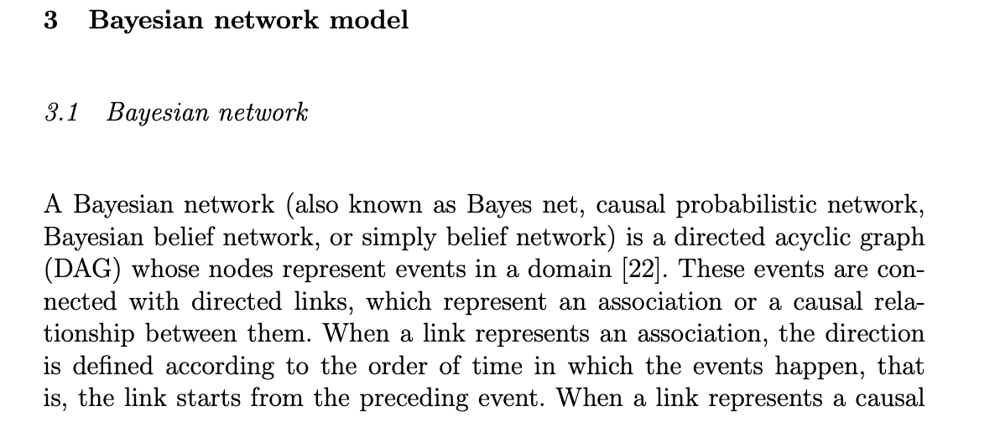 3 Bayesian network model
3.1 Bayesian network
A Bayesian network (also known as Bayes net, causal probabilistic network,
Bayesian belief network, or simply belief network) is a directed acyclic graph
(DAG) whose nodes represent events in a domain [22]. These events are con-
nected with directed links, which represent an association or a causal rela-
tionship between them. When a link represents an association, the direction
is defined according to the order of time in which the events happen, that
is, the link starts from the preceding event. When a link represents a causal